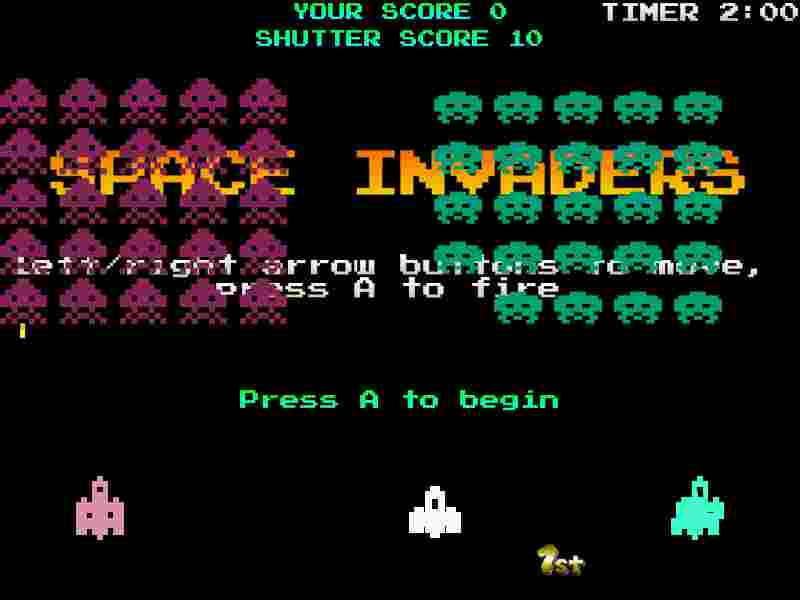 YOUR SCORE 0
TIMER 2:00
SHUTTER SCORE 10
SPACE INVADERS
Left/right arrow buttons to move,
press A to fire
Press A to begin
1st